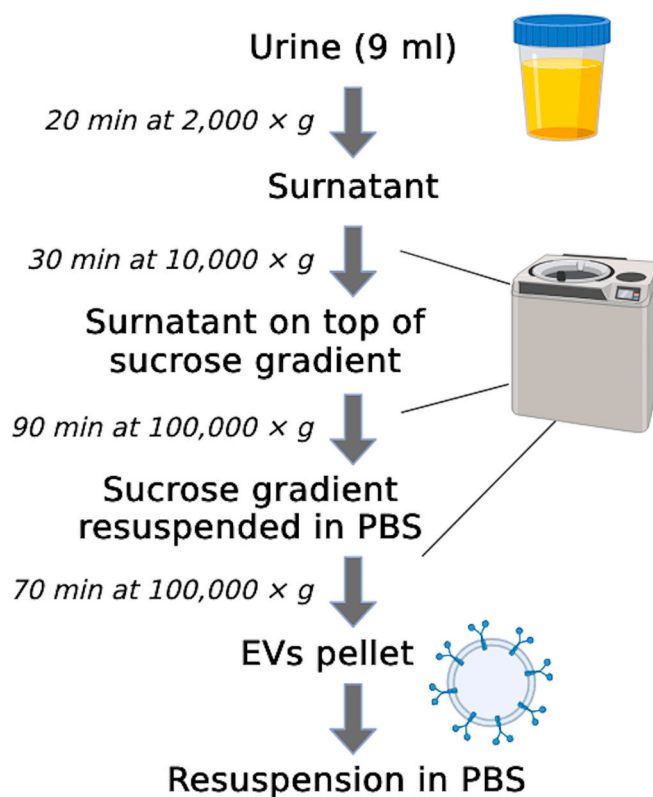 Urine (9 ml)
20 min at 2,000 × g
Surnatant
30 min at 10,000 × g
Surnatant on top of
sucrose gradient
90 min at 100,000 × g
Sucrose gradient
resuspended in PBS
70 min at 100,000 × g
EVs pellet
Resuspension in PBS